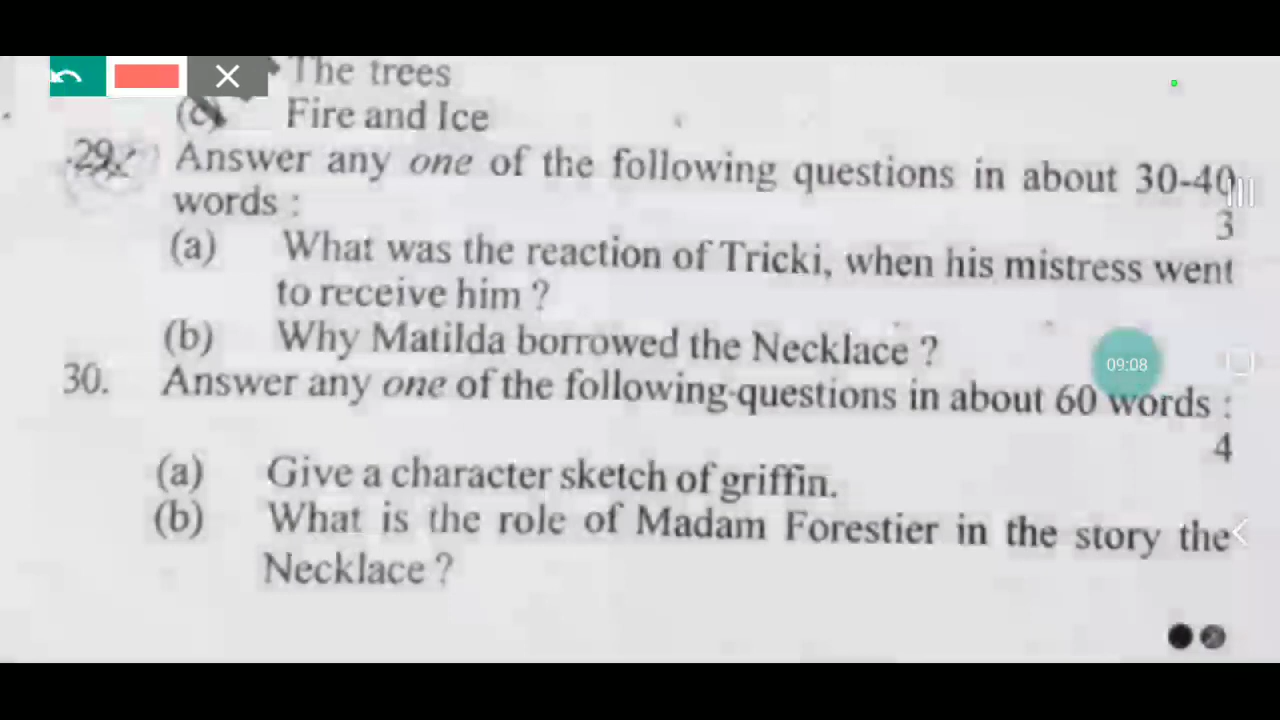 The trees
(c) Fire and Ice
29. Answer any one of the following questions in about 30-40
words :
3
(a) What was the reaction of Tricki, when his mistress went
to receive him ?
(b) Why Matilda borrowed the Necklace ?
09:08
30. Answer any one of the following questions in about 60 words :
4
(a) Give a character sketch of griffin.
(b) What is the role of Madam Forestier in the story the
Necklace ?